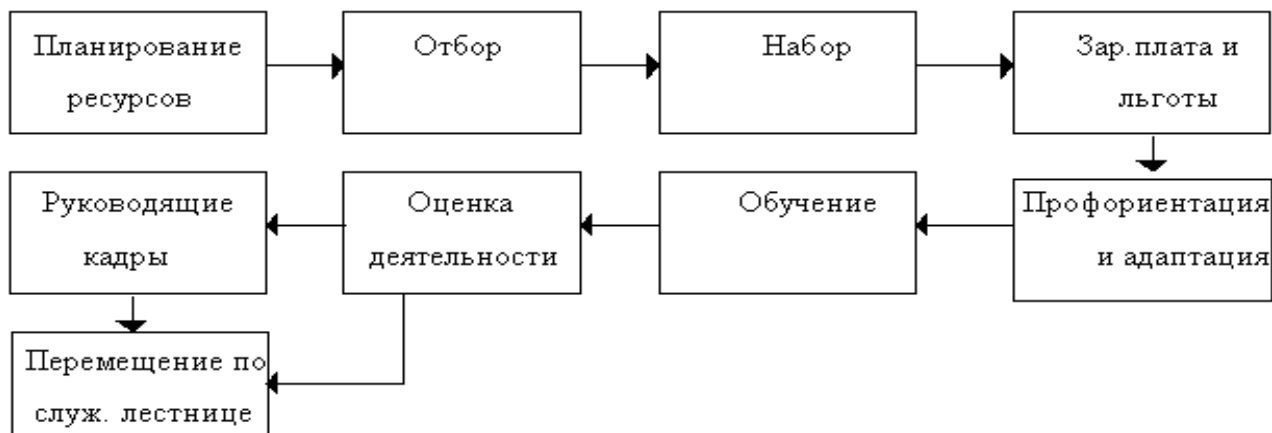 Планирование
ресурсов
Отбор
Набор
Зар.плата и
льготы
Руководящие
кадры
Оценка
деятельности
Обучение
Профориентация
и адаптация
Перемещение по
служ. лестнице